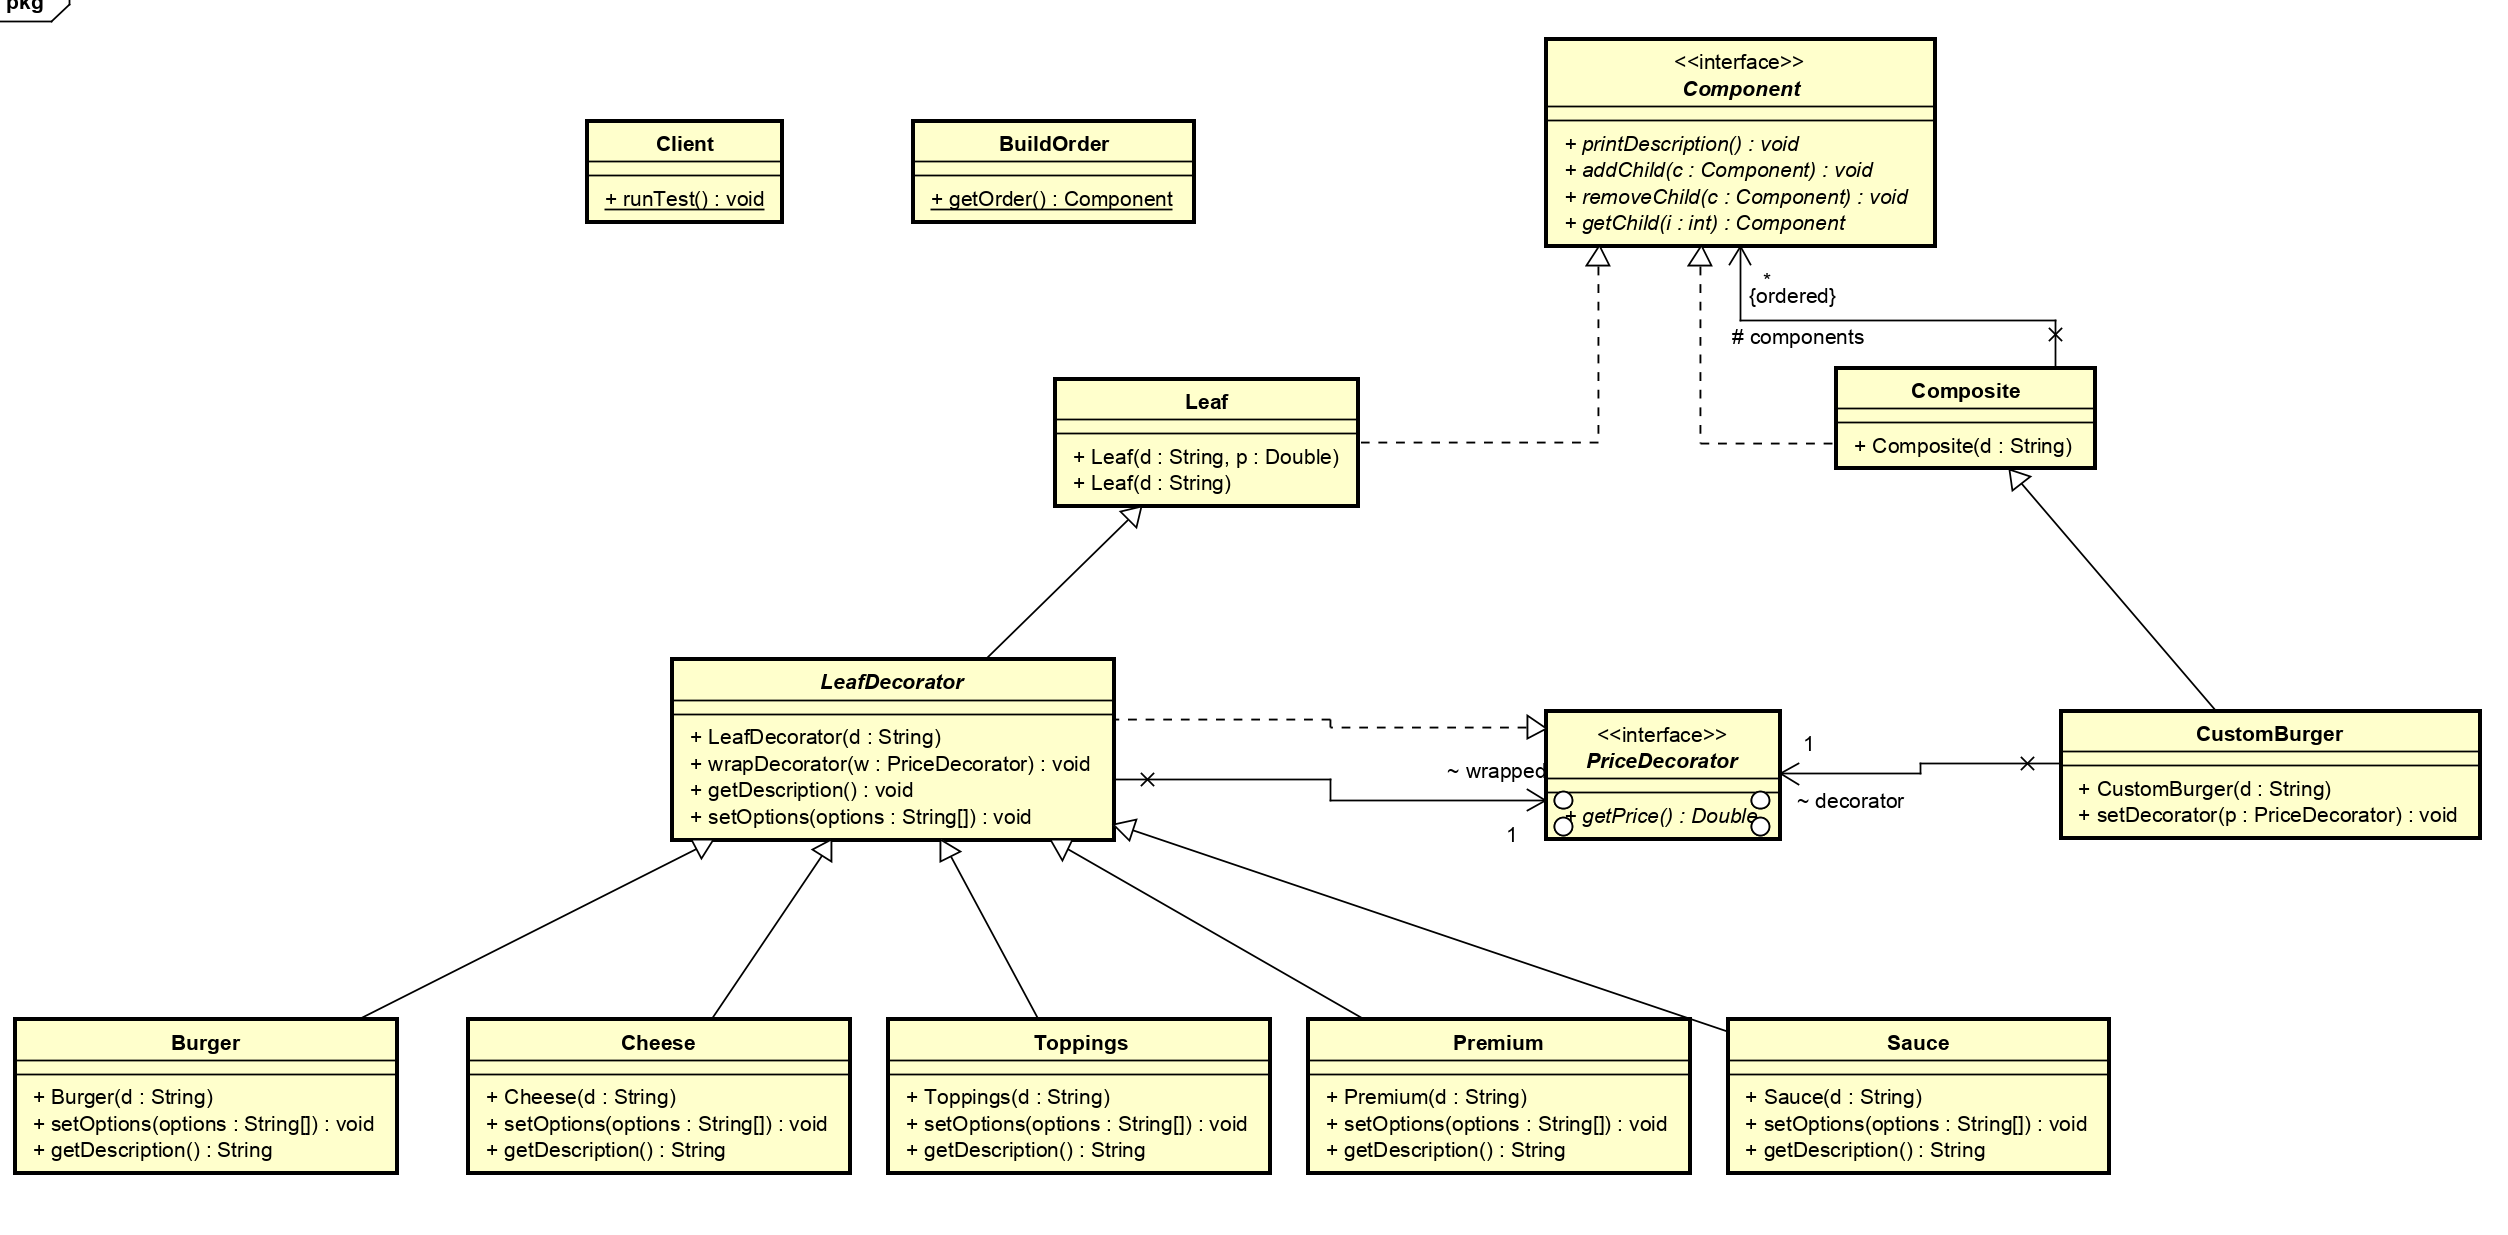 pkg
<<interface>>
Component
+ printDescription() : void
+ addChild(c : Component) : void
+ removeChild(c : Component) : void
+ getChild(i : int) : Component
Client
+ runTest() : void
BuildOrder
+ getOrder() : Component
*
{ordered}
# components
Leaf
+ Leaf(d : String, p : Double)
+ Leaf(d : String)
Composite
+ Composite(d : String)
LeafDecorator
+ LeafDecorator(d : String)
+ wrapDecorator(w : PriceDecorator) : void
+ getDescription() : void
+ setOptions(options : String[]) : void
~ wrapped
1
<<interface>>
PriceDecorator
+ getPrice() : Double
1
~ decorator
CustomBurger
+ CustomBurger(d : String)
+ setDecorator(p : PriceDecorator) : void
Burger
+ Burger(d : String)
+ setOptions(options : String[]) : void
+ getDescription() : String
Cheese
+ Cheese(d : String)
+ setOptions(options : String[]) : void
+ getDescription() : String
Toppings
+ Toppings(d : String)
+ setOptions(options : String[]) : void
+ getDescription() : String
Premium
+ Premium(d : String)
+ setOptions(options : String[]) : void
+ getDescription() : String
Sauce
+ Sauce(d : String)
+ setOptions(options : String[]) : void
+ getDescription() : String